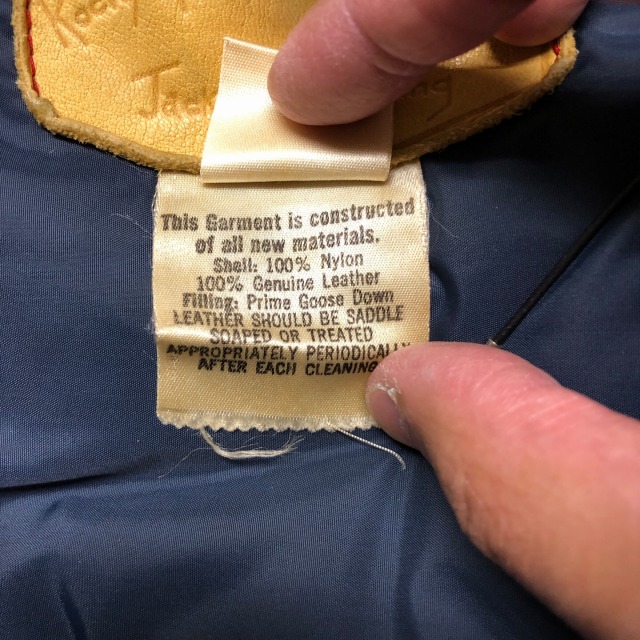 Jack
This Garment is constructed
of all new materials.
Shell: 100% Nylon
100% Genuine Leather
Filling: Prime Goose Down
LEATHER SHOULD BE SADDLE
SOAPED OR TREATED
APPROPRIATELY PERIODICALLY
AFTER EACH CLEANING